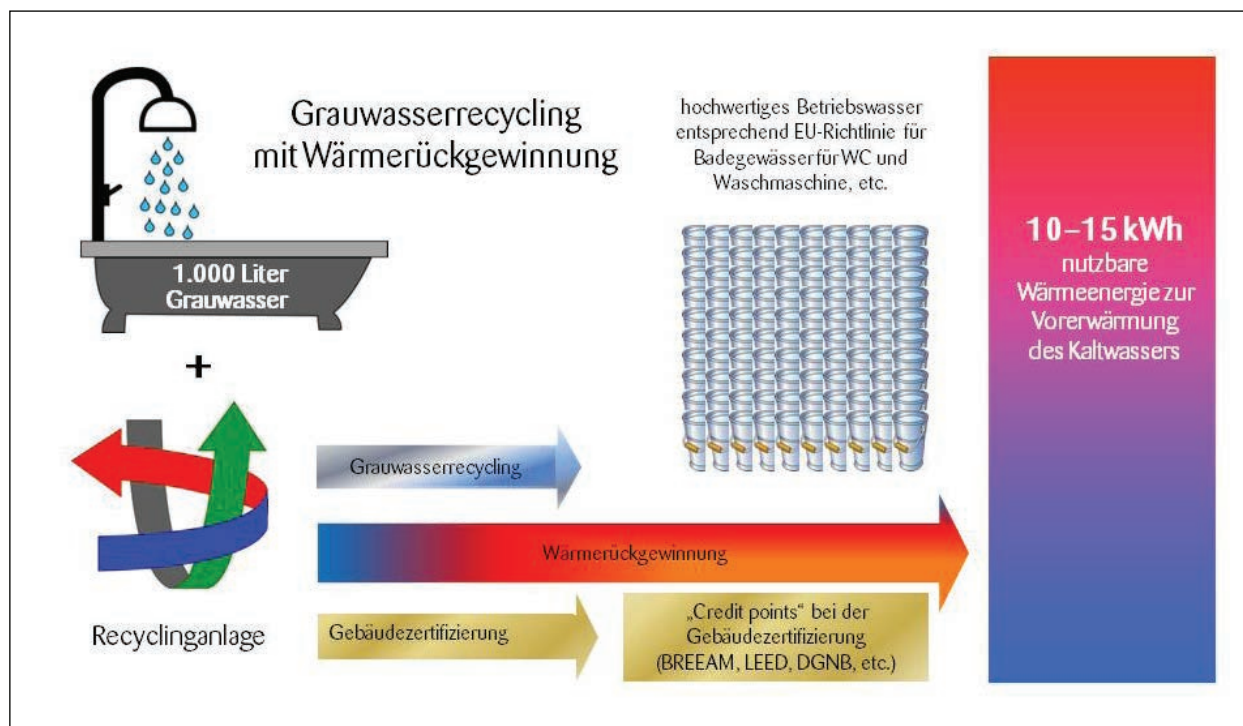 Grauwasserrecycling
mit Wärmerückgewinnung
1.000 Liter
Grauwasser
+
Recyclinganlage
hochwertiges Betriebswasser
entsprechend EU-Richtlinie für
Badegewässer für WC und
Waschmaschine, etc.
Grauwasserrecycling
Wärmerückgewinnung
Gebäudezertifizierung
„Credit points“ bei der
Gebäudezertifizierung
(BREEAM, LEED, DGNB, etc.)
10–15 kWh
nutzbare
Wärmeenergie zur
Vorerwärmung
des Kaltwassers